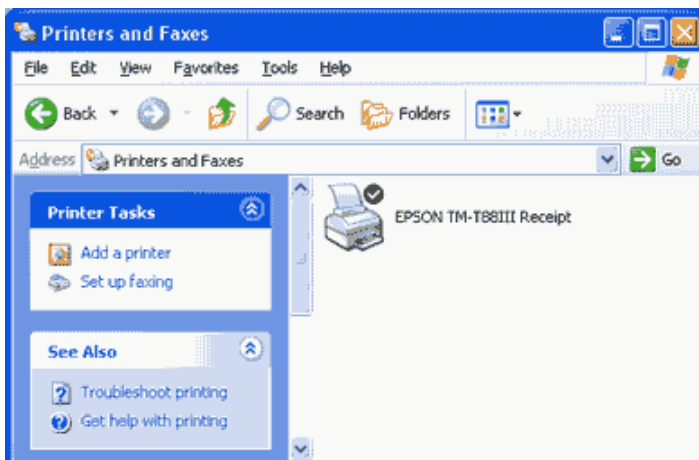 Printers and Faxes
File Edit View Favorites Tools Help
Back Search Folders
Address Printers and Faxes Go
Printer Tasks
Add a printer
Set up faxing
EPSON TM-T88III Receipt
See Also
Troubleshoot printing
Get help with printing